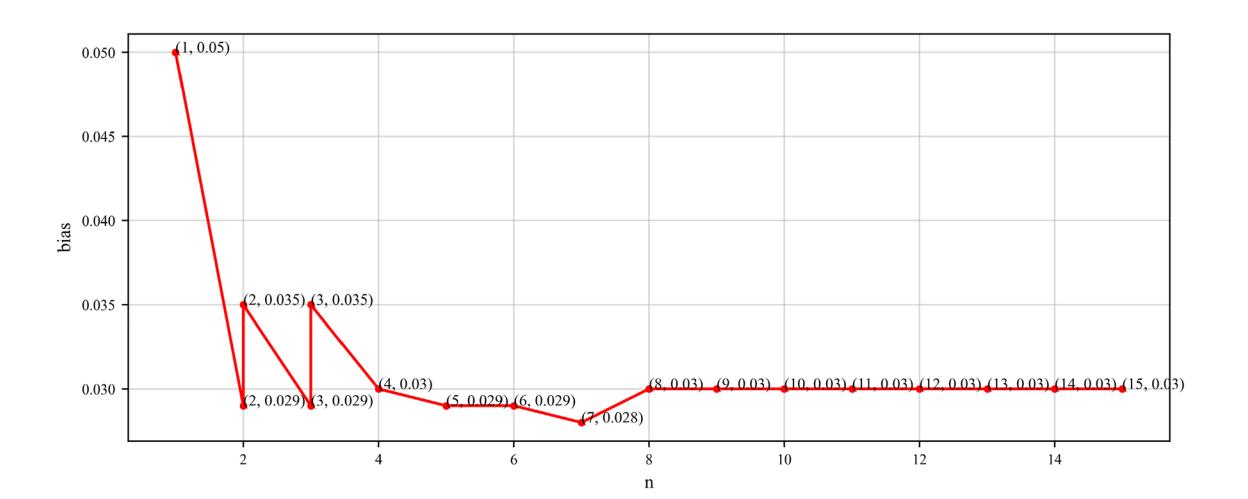 0.050
(1, 0.05)
0.045
0.040
bias
0.035
(2, 0.035) (3, 0.035)
0.030
(4, 0.03)
(8, 0.03) (9, 0.03) (10, 0.03) (11, 0.03) (12, 0.03) (13, 0.03) (14, 0.03) (15, 0.03)
(2, 0.029) (3, 0.029)
(5, 0.029) (6, 0.029)
(7, 0.028)
2 4 6 8 10 12 14
n